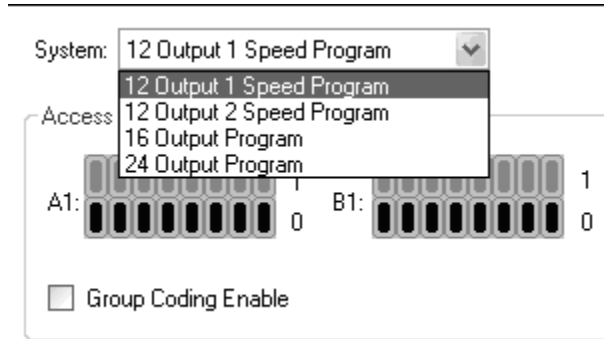 System: 12 Output 1 Speed Program
12 Output 1 Speed Program
12 Output 2 Speed Program
Access
16 Output Program
24 Output Program
A1: 1 0 B1: 1 0
Group Coding Enable